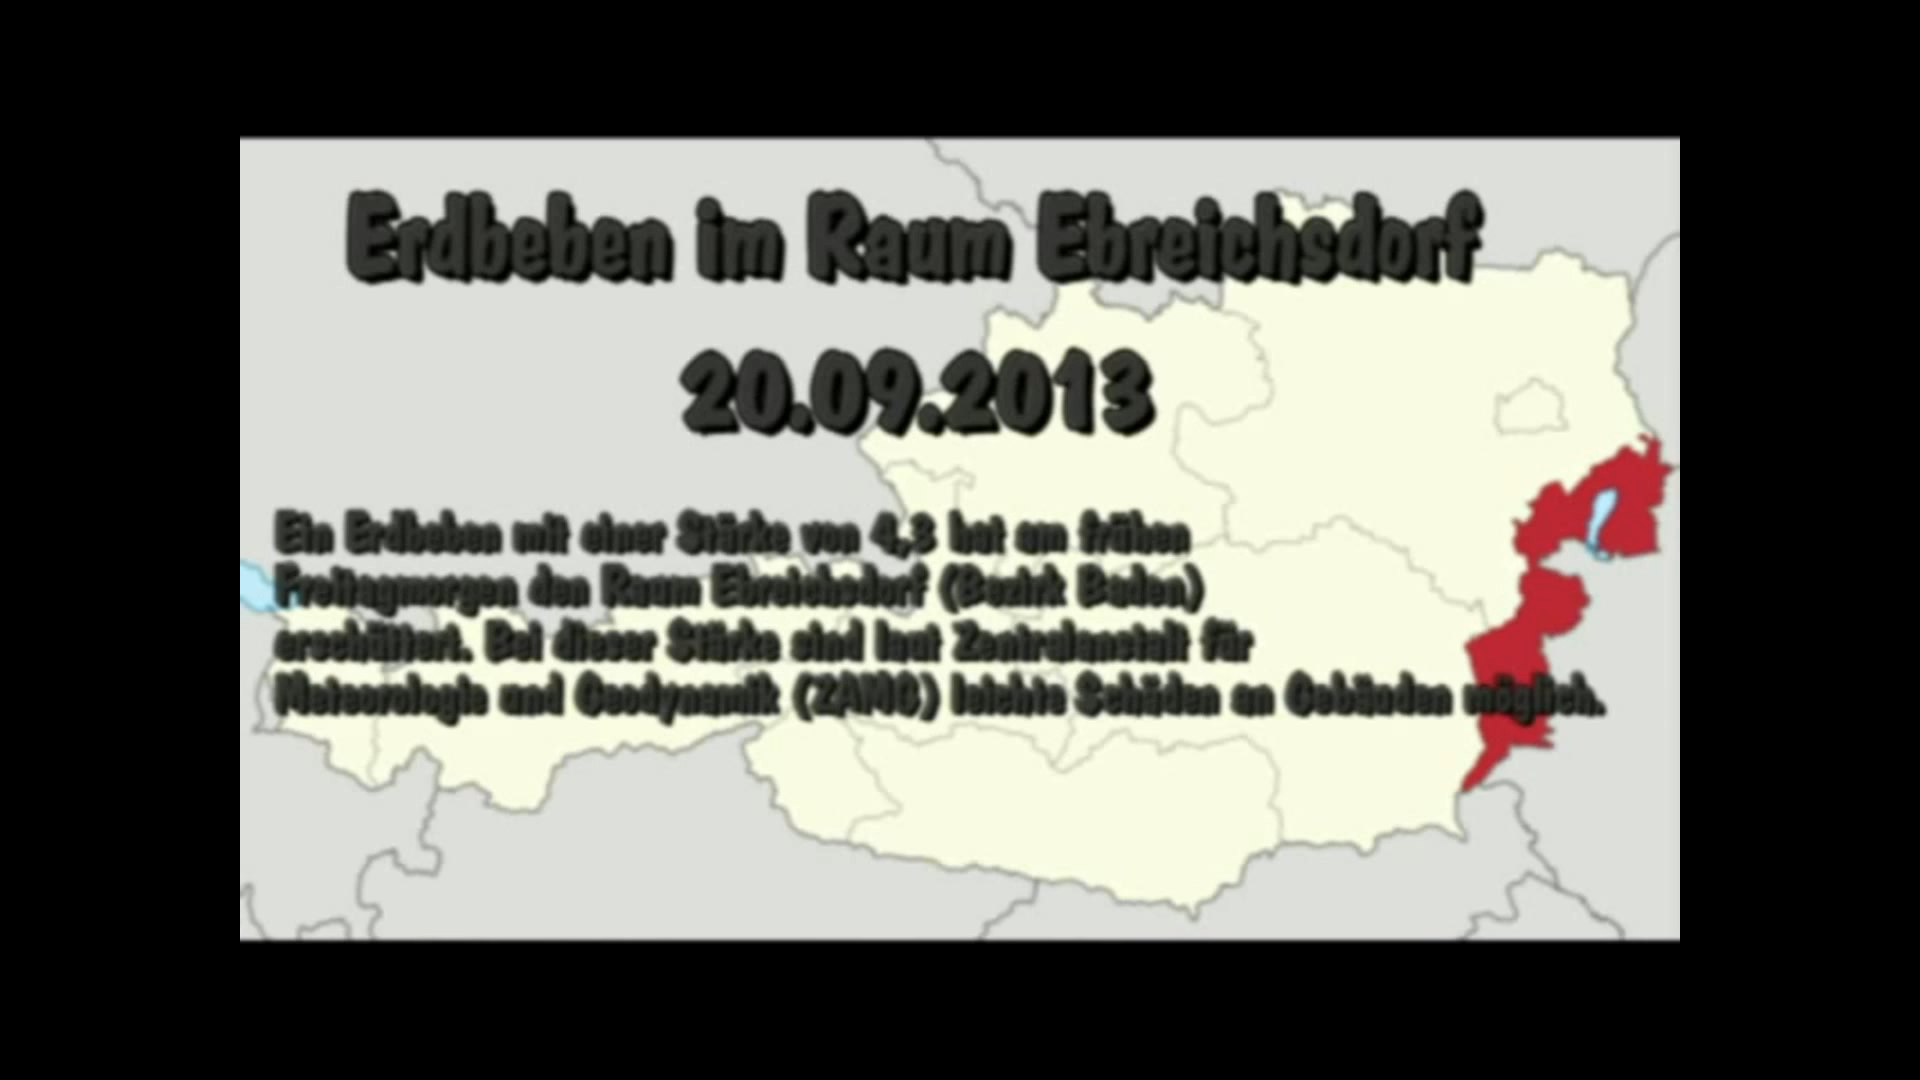 Erdbeben im Raum Ebreichsdorf
20.09.2013
Ein Erdbeben mit einer Stärke von 4,3 hat am frühen
Freitagmorgen den Raum Ebreichsdorf (Bezirk Baden)
erschüttert. Bei dieser Stärke sind laut Zentralanstalt für
Meteorologie und Geodynamik (ZAMG) leichte Schäden an Gebäuden möglich.